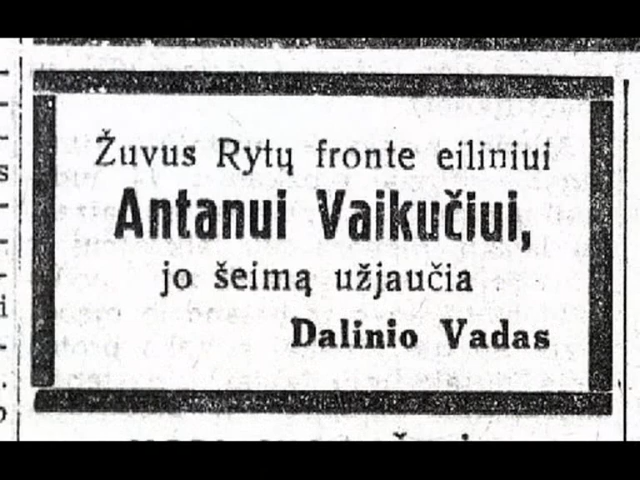 Žuvus Rytų fronte eiliniui
Antanui Vaikučiui,
jo šeimą užjaučia
Dalinio Vadas